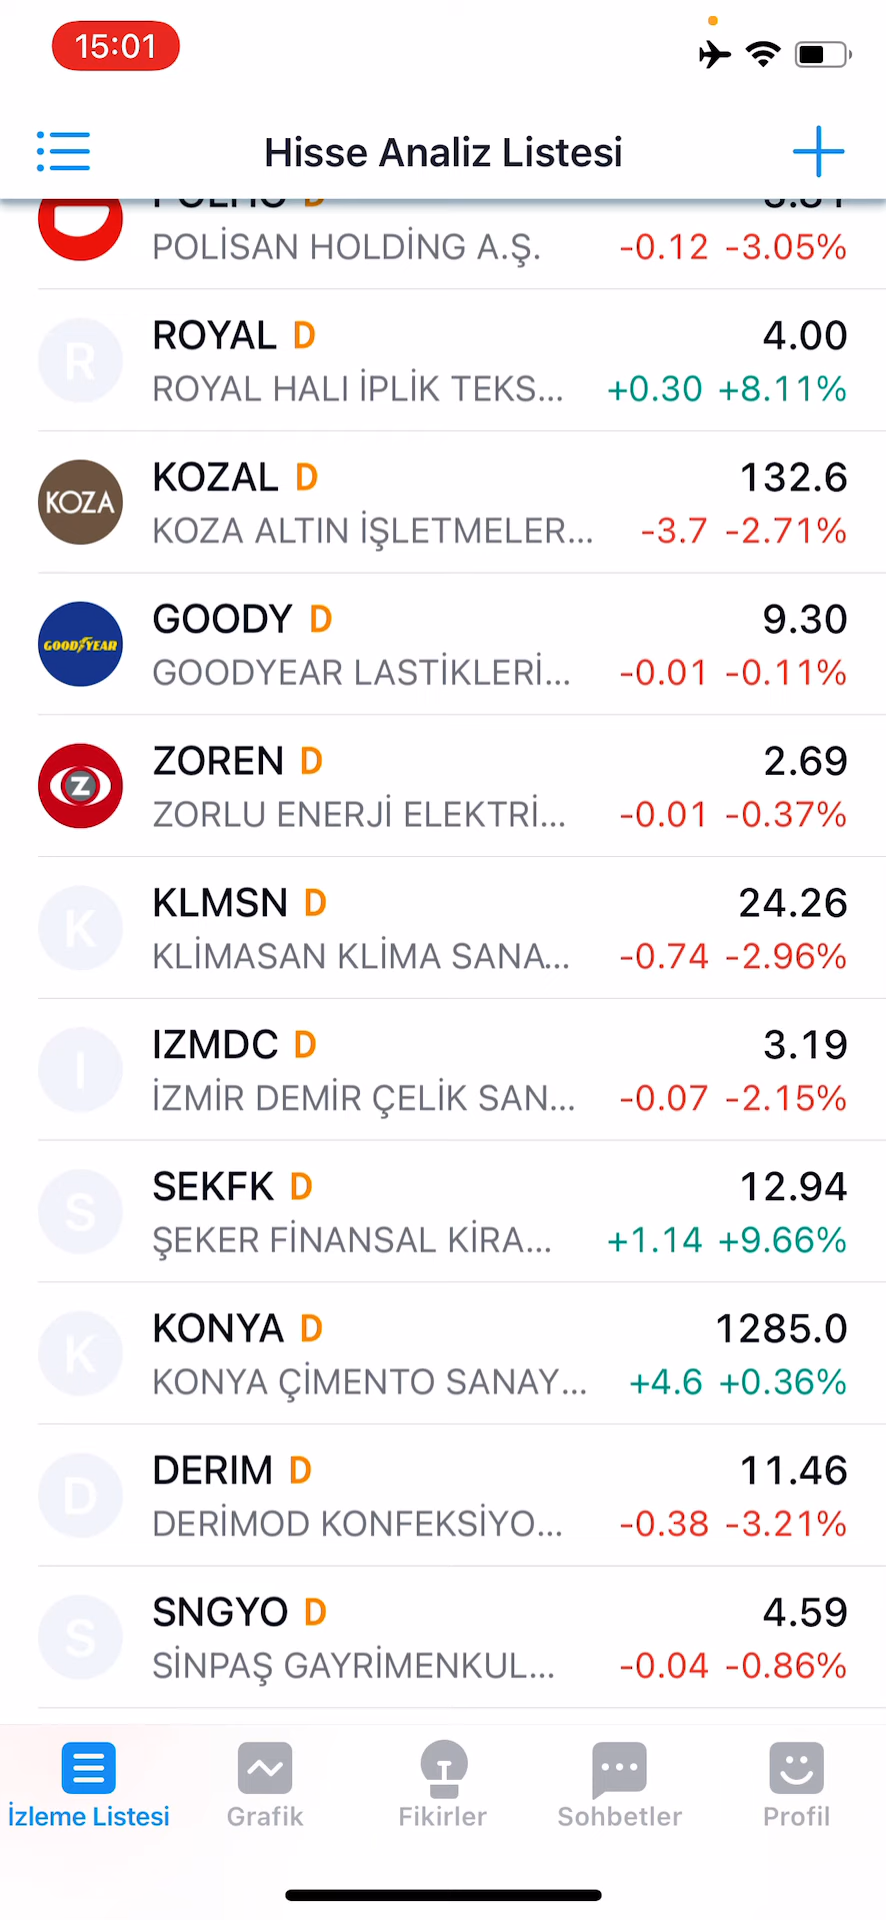 15:01
Hisse Analiz Listesi
POLİSAN HOLDİNG A.Ş. -0.12 -3.05%
R ROYAL D 4.00
ROYAL HALI İPLİK TEKS... +0.30 +8.11%
KOZA KOZAL D 132.6
KOZA ALTIN İŞLETMELER... -3.7 -2.71%
GOODY D 9.30
GOODYEAR
GOODYEAR LASTİKLERİ... -0.01 -0.11%
Z ZOREN D 2.69
ZORLU ENERJİ ELEKTRİ... -0.01 -0.37%
K KLMSN D 24.26
KLİMASAN KLİMA SANA... -0.74 -2.96%
I IZMDC D 3.19
İZMİR DEMİR ÇELİK SAN... -0.07 -2.15%
S SEKFK D 12.94
ŞEKER FİNANSAL KİRA... +1.14 +9.66%
K KONYA D 1285.0
KONYA ÇİMENTO SANAY... +4.6 +0.36%
D DERIM D 11.46
DERİMOD KONFEKSİYO... -0.38 -3.21%
S SNGYO D 4.59
SİNPAŞ GAYRİMENKUL... -0.04 -0.86%
İzleme Listesi Grafik Fikirler Sohbetler Profil